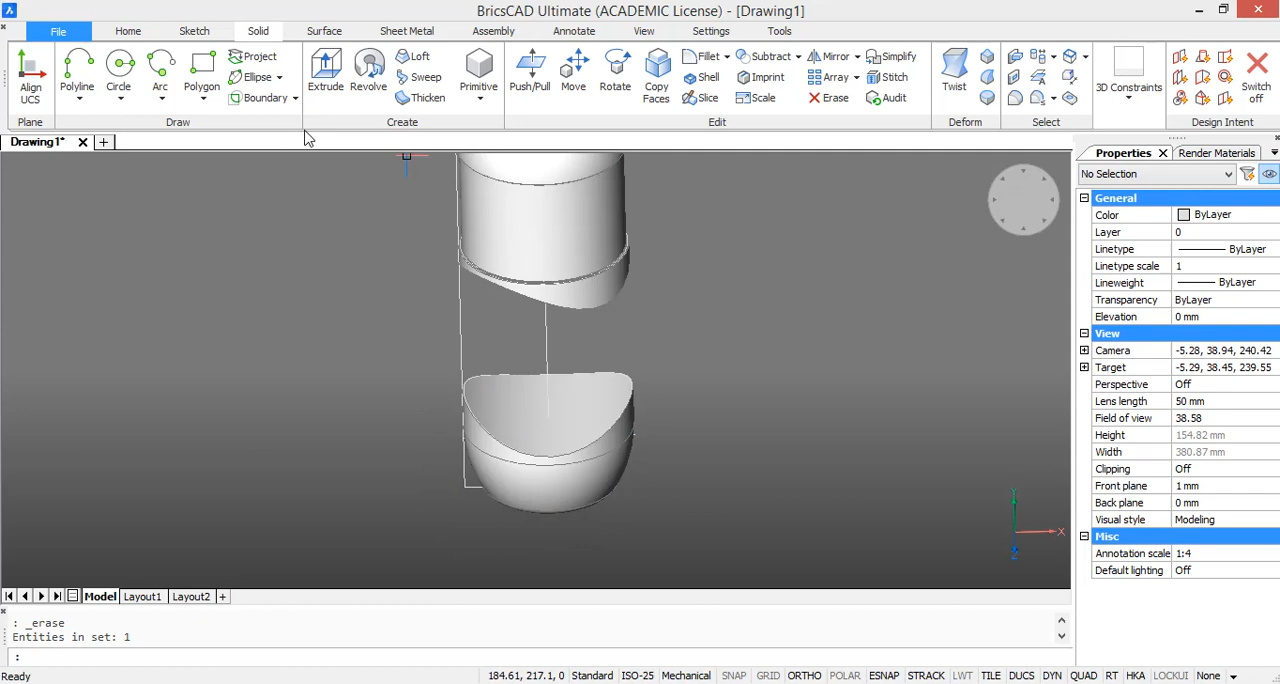 BricsCAD Ultimate (ACADEMIC License) - [Drawing1]
File Home Sketch Solid Surface Sheet Metal Assembly Annotate View Settings Tools
Align UCS
Plane
Polyline Circle Arc Polygon
Project
Ellipse
Boundary
Draw
Extrude Revolve
Loft
Sweep
Thicken
Create
Primitive
Push/Pull Move Rotate Copy Faces
Fillet Subtract Mirror Simplify
Shell Imprint Array Stitch
Slice Scale Erase Audit
Edit
Twist
Deform
Select
3D Constraints
Switch off
Design Intent
Drawing1* X +
Properties X Render Materials
No Selection
General
Color ByLayer
Layer 0
Linetype ByLayer
Linetype scale 1
Lineweight ByLayer
Transparency ByLayer
Elevation 0 mm
View
Camera -5.28, 38.94, 240.42
Target -5.29, 38.45, 239.55
Perspective Off
Lens length 50 mm
Field of view 38.58
Height 154.82 mm
Width 380.87 mm
Clipping Off
Front plane 1 mm
Back plane 0 mm
Visual style Modeling
Misc
Annotation scale 1:4
Default lighting Off
Y
X
Z
Model Layout1 Layout2 +
: _erase
Entities in set: 1
:
Ready 184.61, 217.1, 0 Standard ISO-25 Mechanical SNAP GRID ORTHO POLAR ESNAP STRACK LWT TILE DUCS DYN QUAD RT HKA LOCKUI None